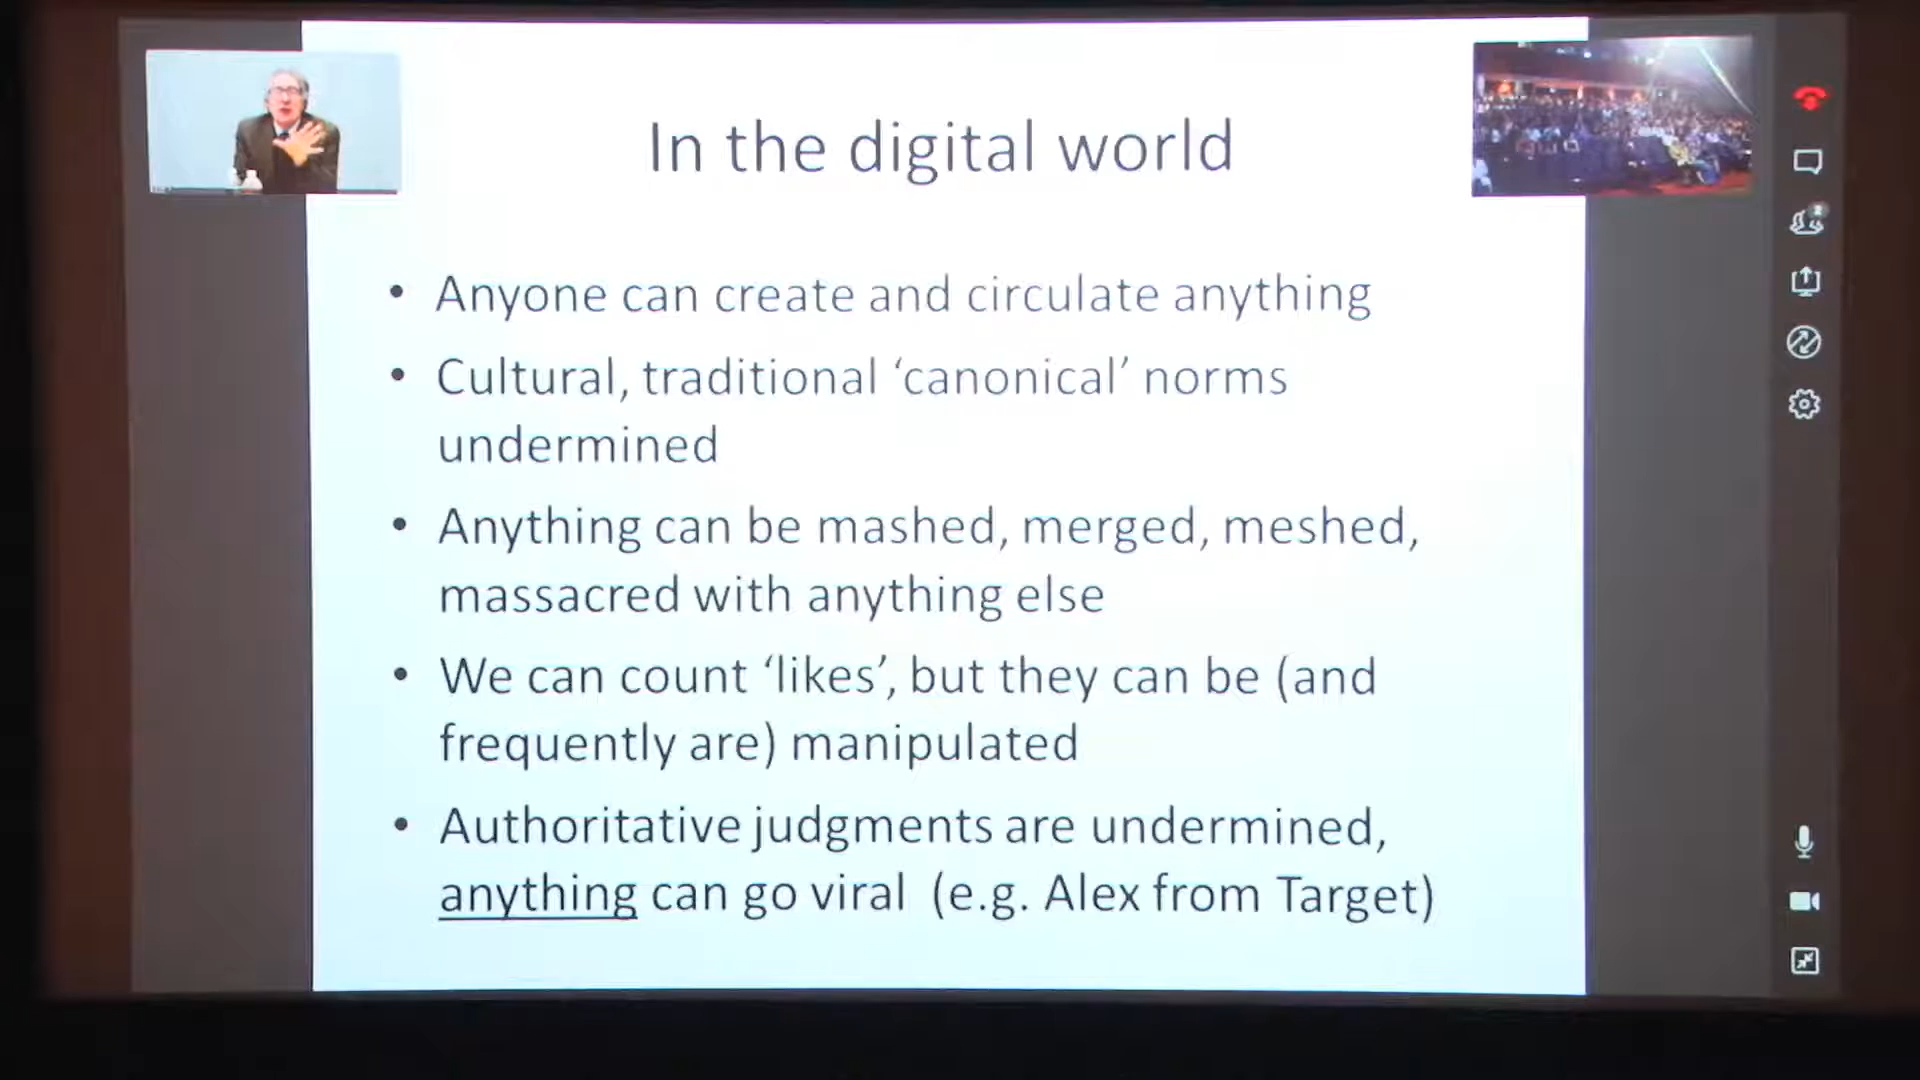 In the digital world
• Anyone can create and circulate anything
• Cultural, traditional ‘canonical’ norms
undermined
• Anything can be mashed, merged, meshed,
massacred with anything else
• We can count ‘likes’, but they can be (and
frequently are) manipulated
• Authoritative judgments are undermined,
anything can go viral (e.g. Alex from Target)
2